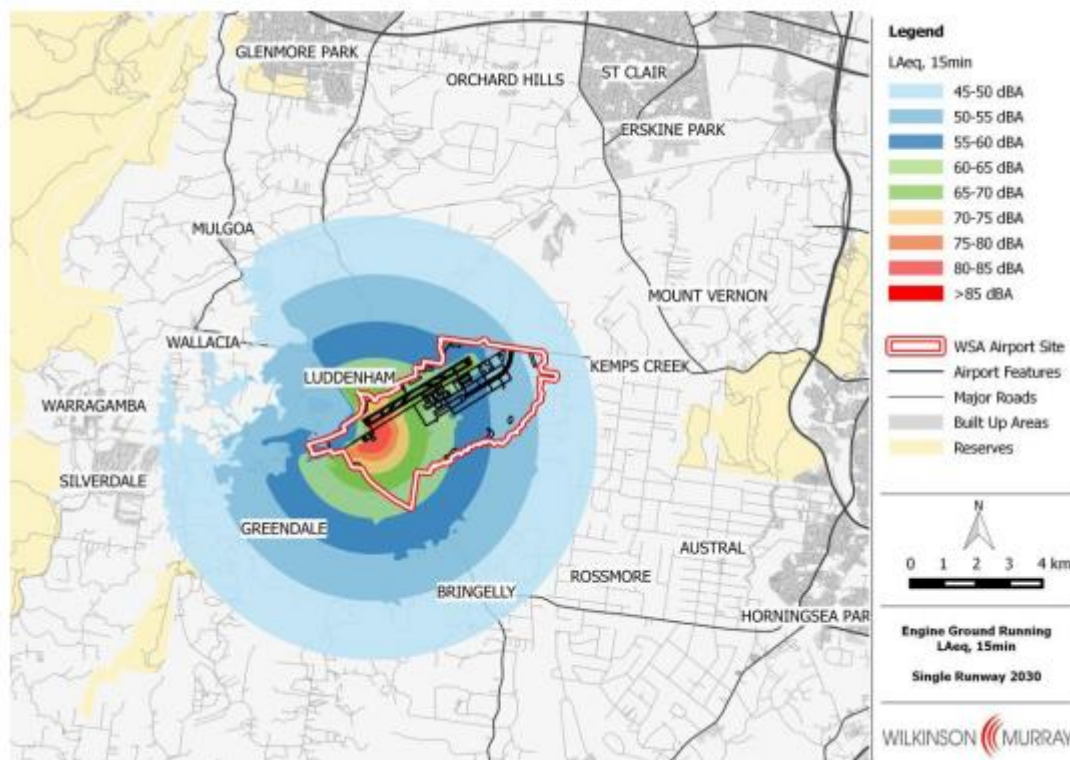 GLENMORE PARK
ORCHARD HILLS
ST CLAIR
ERSKINE PARK
MULGOA
MOUNT VERNON
WALLACIA
KEMPS CREEK
LUDDENHAM
WARRAGAMBA
SILVERDALE
GREENDALE
AUSTRAL
ROSSMORE
BRINGELLY
HORNINGSEA PAR
Legend
LAeq, 15min
45-50 dBA
50-55 dBA
55-60 dBA
60-65 dBA
65-70 dBA
70-75 dBA
75-80 dBA
80-85 dBA
>85 dBA
WSA Airport Site
Airport Features
Major Roads
Built Up Areas
Reserves
N
0 1 2 3 4 km
Engine Ground Running
LAeq, 15min
Single Runway 2030
WILKINSON MURRAY